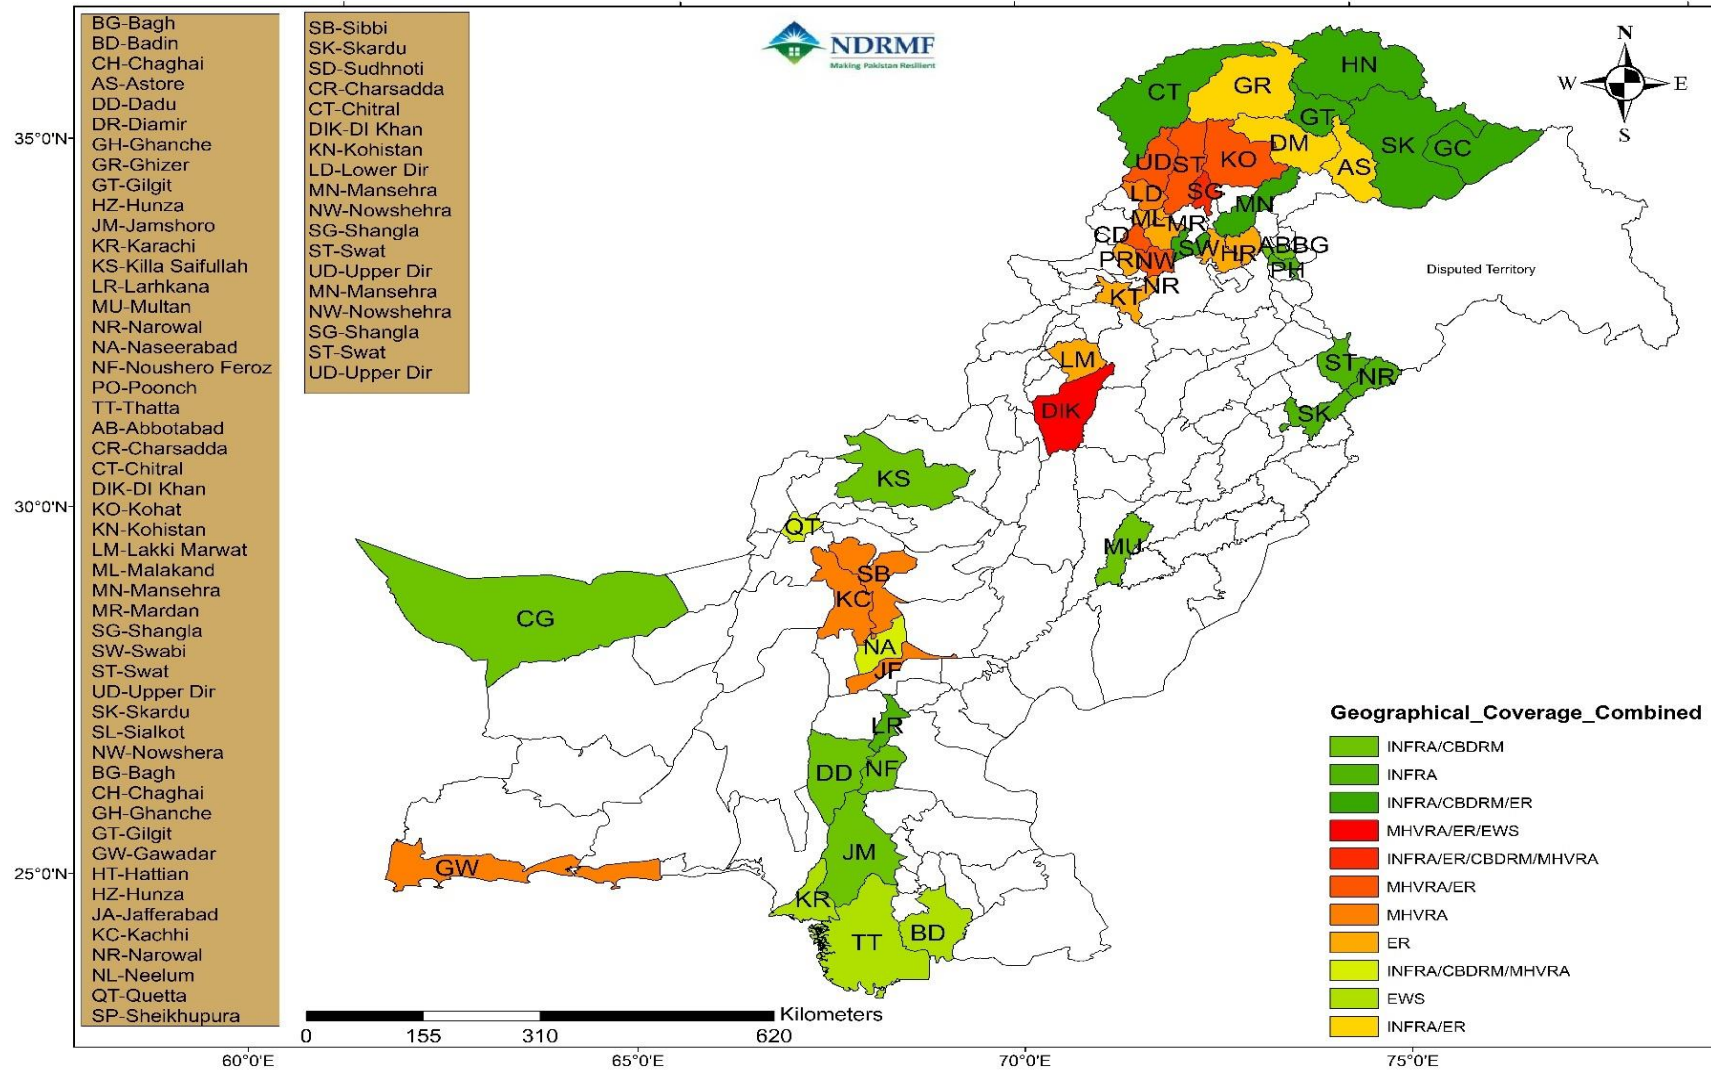 BG-Bagh
BD-Badin
CH-Chaghai
AS-Astore
DD-Dadu
DR-Diamir
GH-Ghanche
GR-Ghizer
GT-Gilgit
HZ-Hunza
JM-Jamshoro
KR-Karachi
KS-Killa Saifullah
LR-Larhkana
MU-Multan
NR-Narowal
NA-Naseerabad
NF-Noushero Feroz
PO-Poonch
TT-Thatta
AB-Abbotabad
CR-Charsadda
CT-Chitral
DIK-DI Khan
KO-Kohat
KN-Kohistan
LM-Lakki Marwat
ML-Malakand
MN-Mansehra
MR-Mardan
SG-Shangla
SW-Swabi
ST-Swat
UD-Upper Dir
SK-Skardu
SL-Sialkot
NW-Nowshera
BG-Bagh
CH-Chaghai
GH-Ghanche
GT-Gilgit
GW-Gawadar
HT-Hattian
HZ-Hunza
JA-Jafferabad
KC-Kachhi
NR-Narowal
NL-Neelum
QT-Quetta
SP-Sheikhupura
SB-Sibbi
SK-Skardu
SD-Sudhnoti
CR-Charsadda
CT-Chitral
DIK-DI Khan
KN-Kohistan
LD-Lower Dir
MN-Mansehra
NW-Nowshehra
SG-Shangla
ST-Swat
UD-Upper Dir
MN-Mansehra
NW-Nowshehra
SG-Shangla
ST-Swat
UD-Upper Dir
NDRMF
Making Pakistan Resilient
N
W E
S
35°0'N
30°0'N
25°0'N
60°0'E
65°0'E
70°0'E
75°0'E
HN
GR
CT
GT
DM
SK
GC
AS
UD
ST
KO
SG
LD
MN
ML
MR
CD
SW
HR
AB
BG
PR
NW
PH
NR
KT
Disputed Territory
LM
ST
NR
DIK
SK
KS
QT
MU
SB
KC
CG
NA
JF
LR
DD
NF
JM
GW
KR
TT
BD
Kilometers
0 155 310 620
Geographical_Coverage_Combined
INFRA/CBDRM
INFRA
INFRA/CBDRM/ER
MHVRA/ER/EWS
INFRA/ER/CBDRM/MHVRA
MHVRA/ER
MHVRA
ER
INFRA/CBDRM/MHVRA
EWS
INFRA/ER